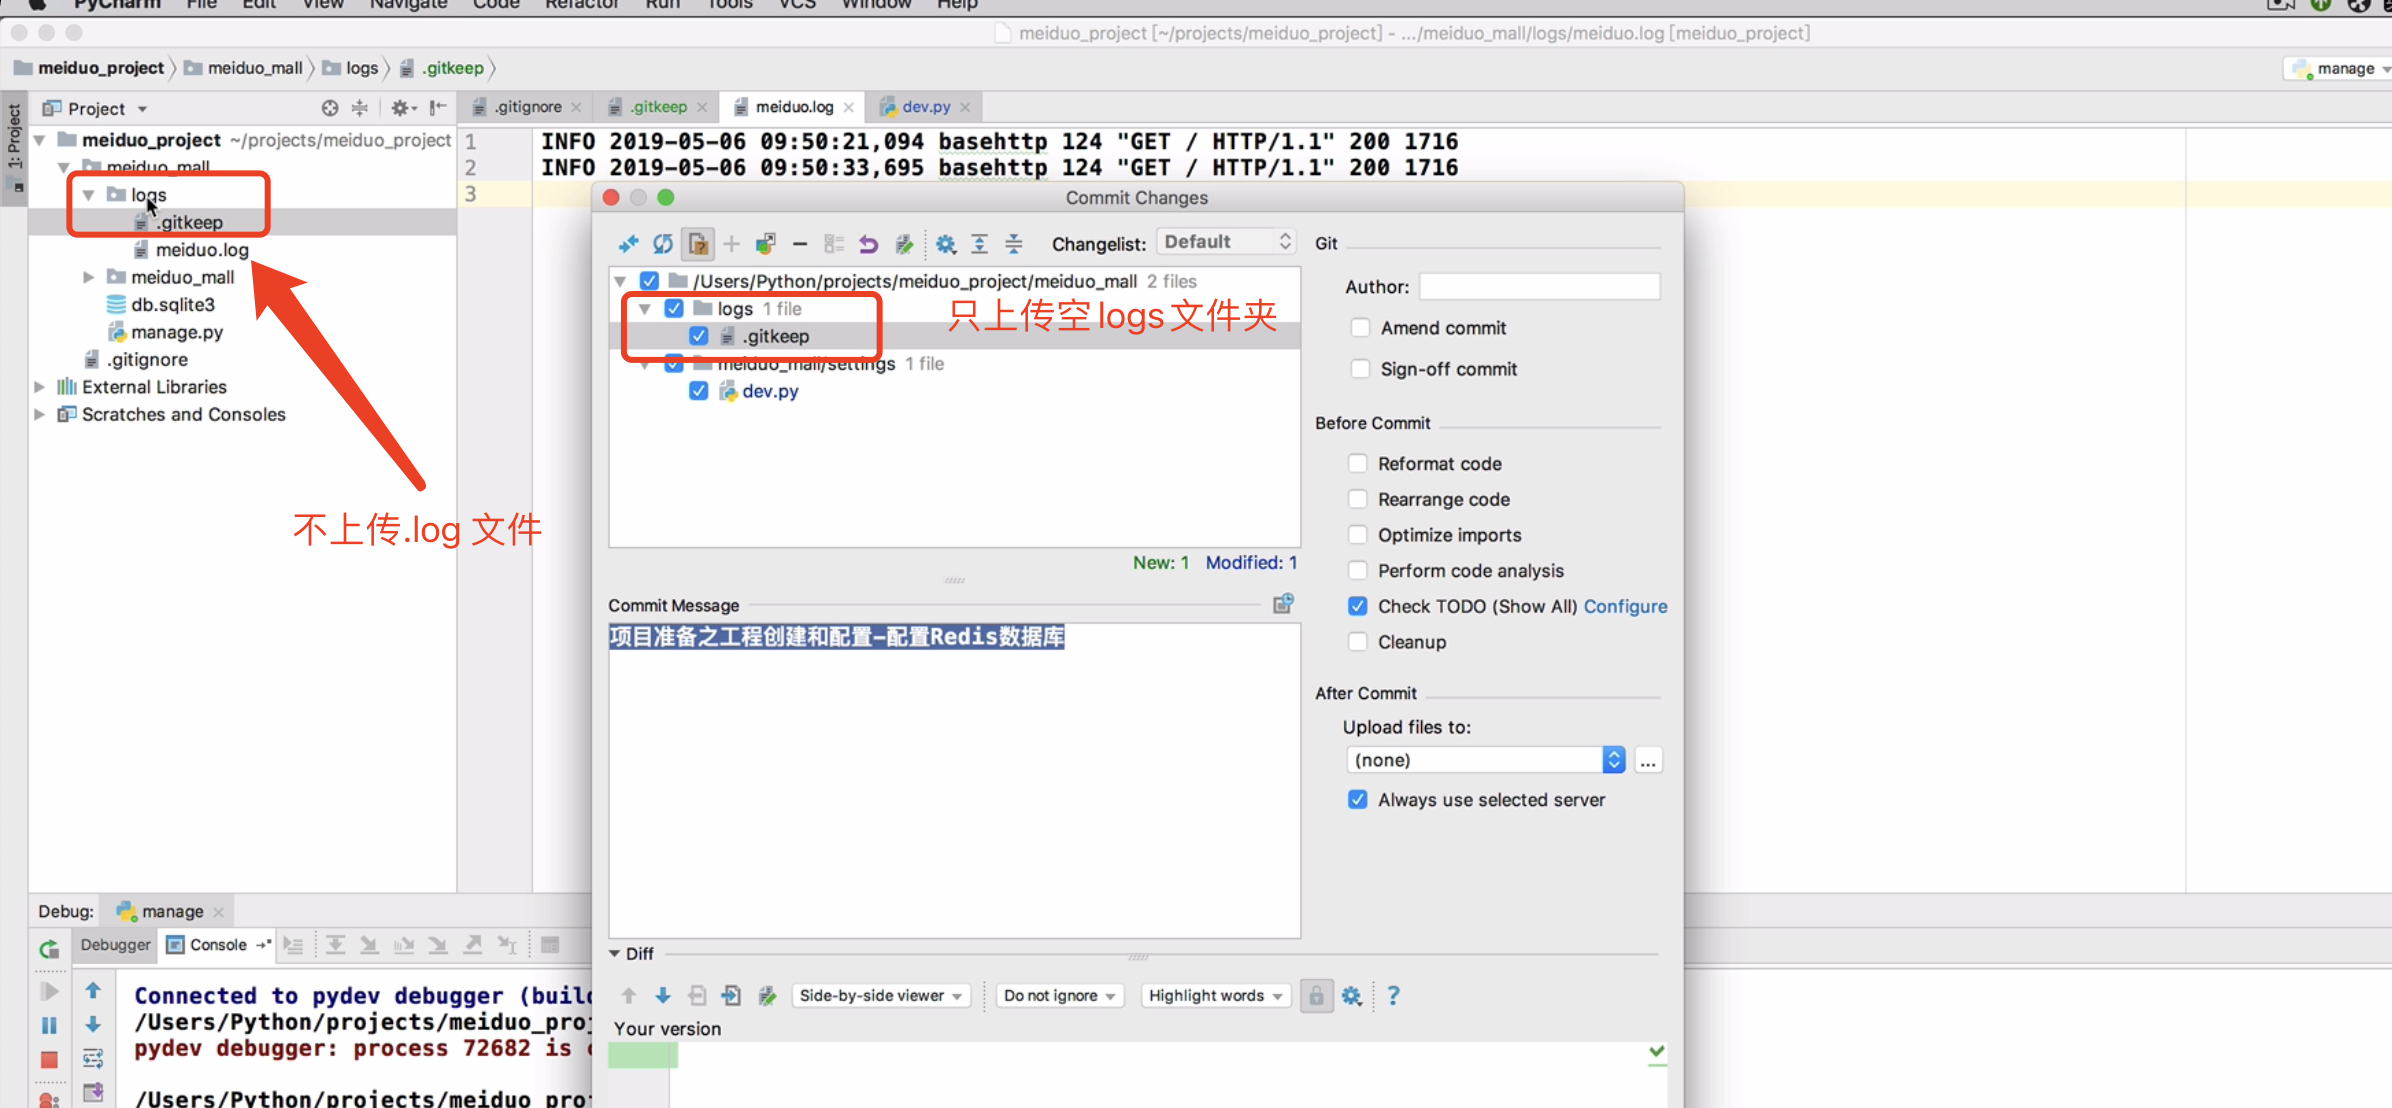 PyCharm File Edit View Navigate Code Refactor Run Tools VCS Window Help
meiduo_project [~/projects/meiduo_project] - .../meiduo_mall/logs/meiduo.log [meiduo_project]
meiduo_project meiduo_mall logs .gitkeep
manage
1: Project
Project
.gitignore .gitkeep meiduo.log dev.py
meiduo_project ~/projects/meiduo_project
meiduo_mall
logs
.gitkeep
meiduo.log
meiduo_mall
db.sqlite3
manage.py
.gitignore
External Libraries
Scratches and Consoles
不上传.log 文件
1 INFO 2019-05-06 09:50:21,094 basehttp 124 "GET / HTTP/1.1" 200 1716
2 INFO 2019-05-06 09:50:33,695 basehttp 124 "GET / HTTP/1.1" 200 1716
3
Commit Changes
Changelist: Default
/Users/Python/projects/meiduo_project/meiduo_mall 2 files
logs 1 file
.gitkeep
只上传空logs文件夹
meiduo_mall/settings 1 file
dev.py
New: 1 Modified: 1
Commit Message
项目准备之工程创建和配置-配置Redis数据库
Git
Author:
Amend commit
Sign-off commit
Before Commit
Reformat code
Rearrange code
Optimize imports
Perform code analysis
Check TODO (Show All) Configure
Cleanup
After Commit
Upload files to:
(none) ...
Always use selected server
Diff
Side-by-side viewer Do not ignore Highlight words ?
Your version
Debug: manage
Debugger Console
Connected to pydev debugger (buil
/Users/Python/projects/meiduo_proj
pydev debugger: process 72682 is
/Users/Python/projects/meiduo_pro